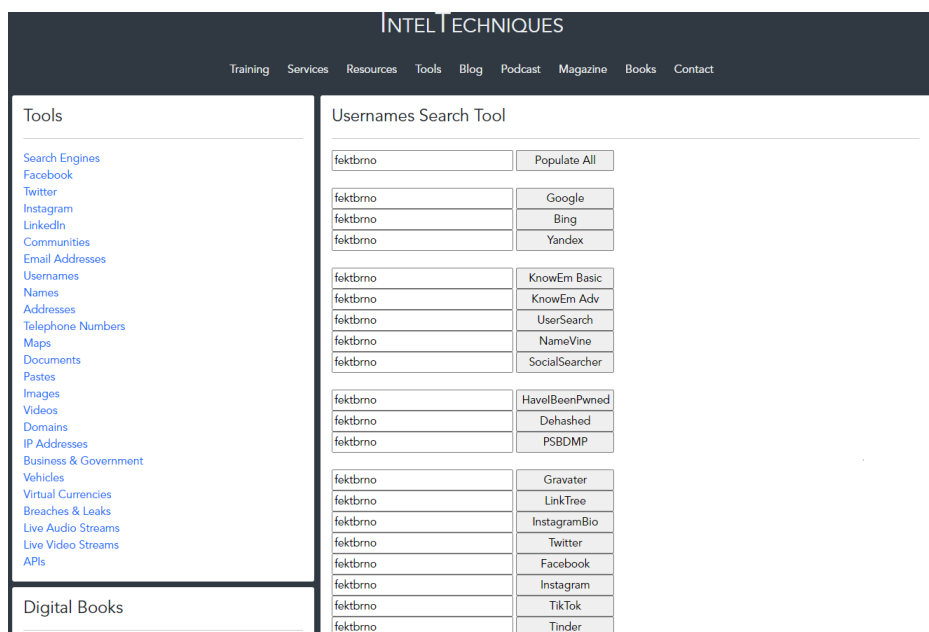 INTELTECHNIQUES
Training Services Resources Tools Blog Podcast Magazine Books Contact
Tools
Search Engines
Facebook
Twitter
Instagram
LinkedIn
Communities
Email Addresses
Usernames
Names
Addresses
Telephone Numbers
Maps
Documents
Pastes
Images
Videos
Domains
IP Addresses
Business & Government
Vehicles
Virtual Currencies
Breaches & Leaks
Live Audio Streams
Live Video Streams
APIs
Digital Books
Usernames Search Tool
fektbrno Populate All
fektbrno Google
fektbrno Bing
fektbrno Yandex
fektbrno KnowEm Basic
fektbrno KnowEm Adv
fektbrno UserSearch
fektbrno NameVine
fektbrno SocialSearcher
fektbrno HaveIBeenPwned
fektbrno Dehashed
fektbrno PSBDMP
fektbrno Gravater
fektbrno LinkTree
fektbrno InstagramBio
fektbrno Twitter
fektbrno Facebook
fektbrno Instagram
fektbrno TikTok
fektbrno Tinder